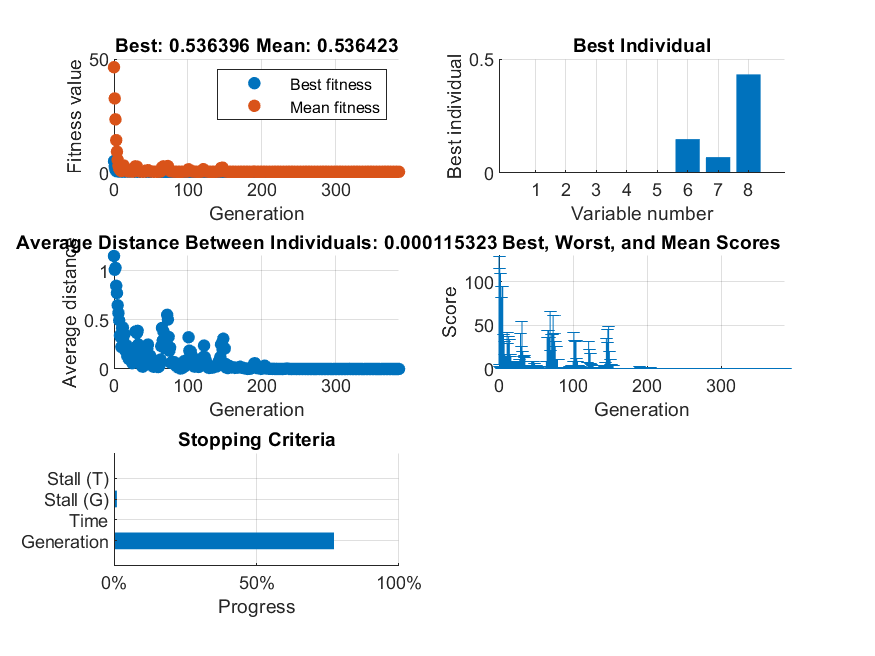 Best: 0.536396 Mean: 0.536423
50
0
Fitness value
Best fitness
Mean fitness
0 100 200 300
Generation
Best Individual
0.5
0
Best individual
1 2 3 4 5 6 7 8
Variable number
Average Distance Between Individuals: 0.000115323
1
0.5
0
Average distance
0 100 200 300
Generation
Best, Worst, and Mean Scores
100
50
0
Score
0 100 200 300
Generation
Stopping Criteria
Stall (T)
Stall (G)
Time
Generation
0% 50% 100%
Progress